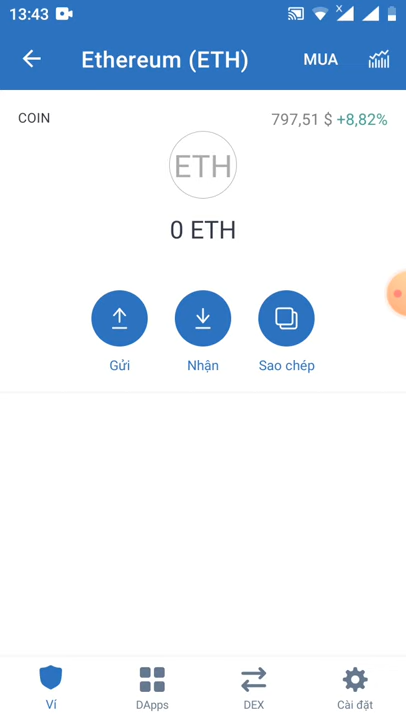 13:43
Ethereum (ETH)
MUA
COIN
797,51 $ +8,82%
ETH
0 ETH
Gửi
Nhận
Sao chép
Ví
DApps
DEX
Cài đặt